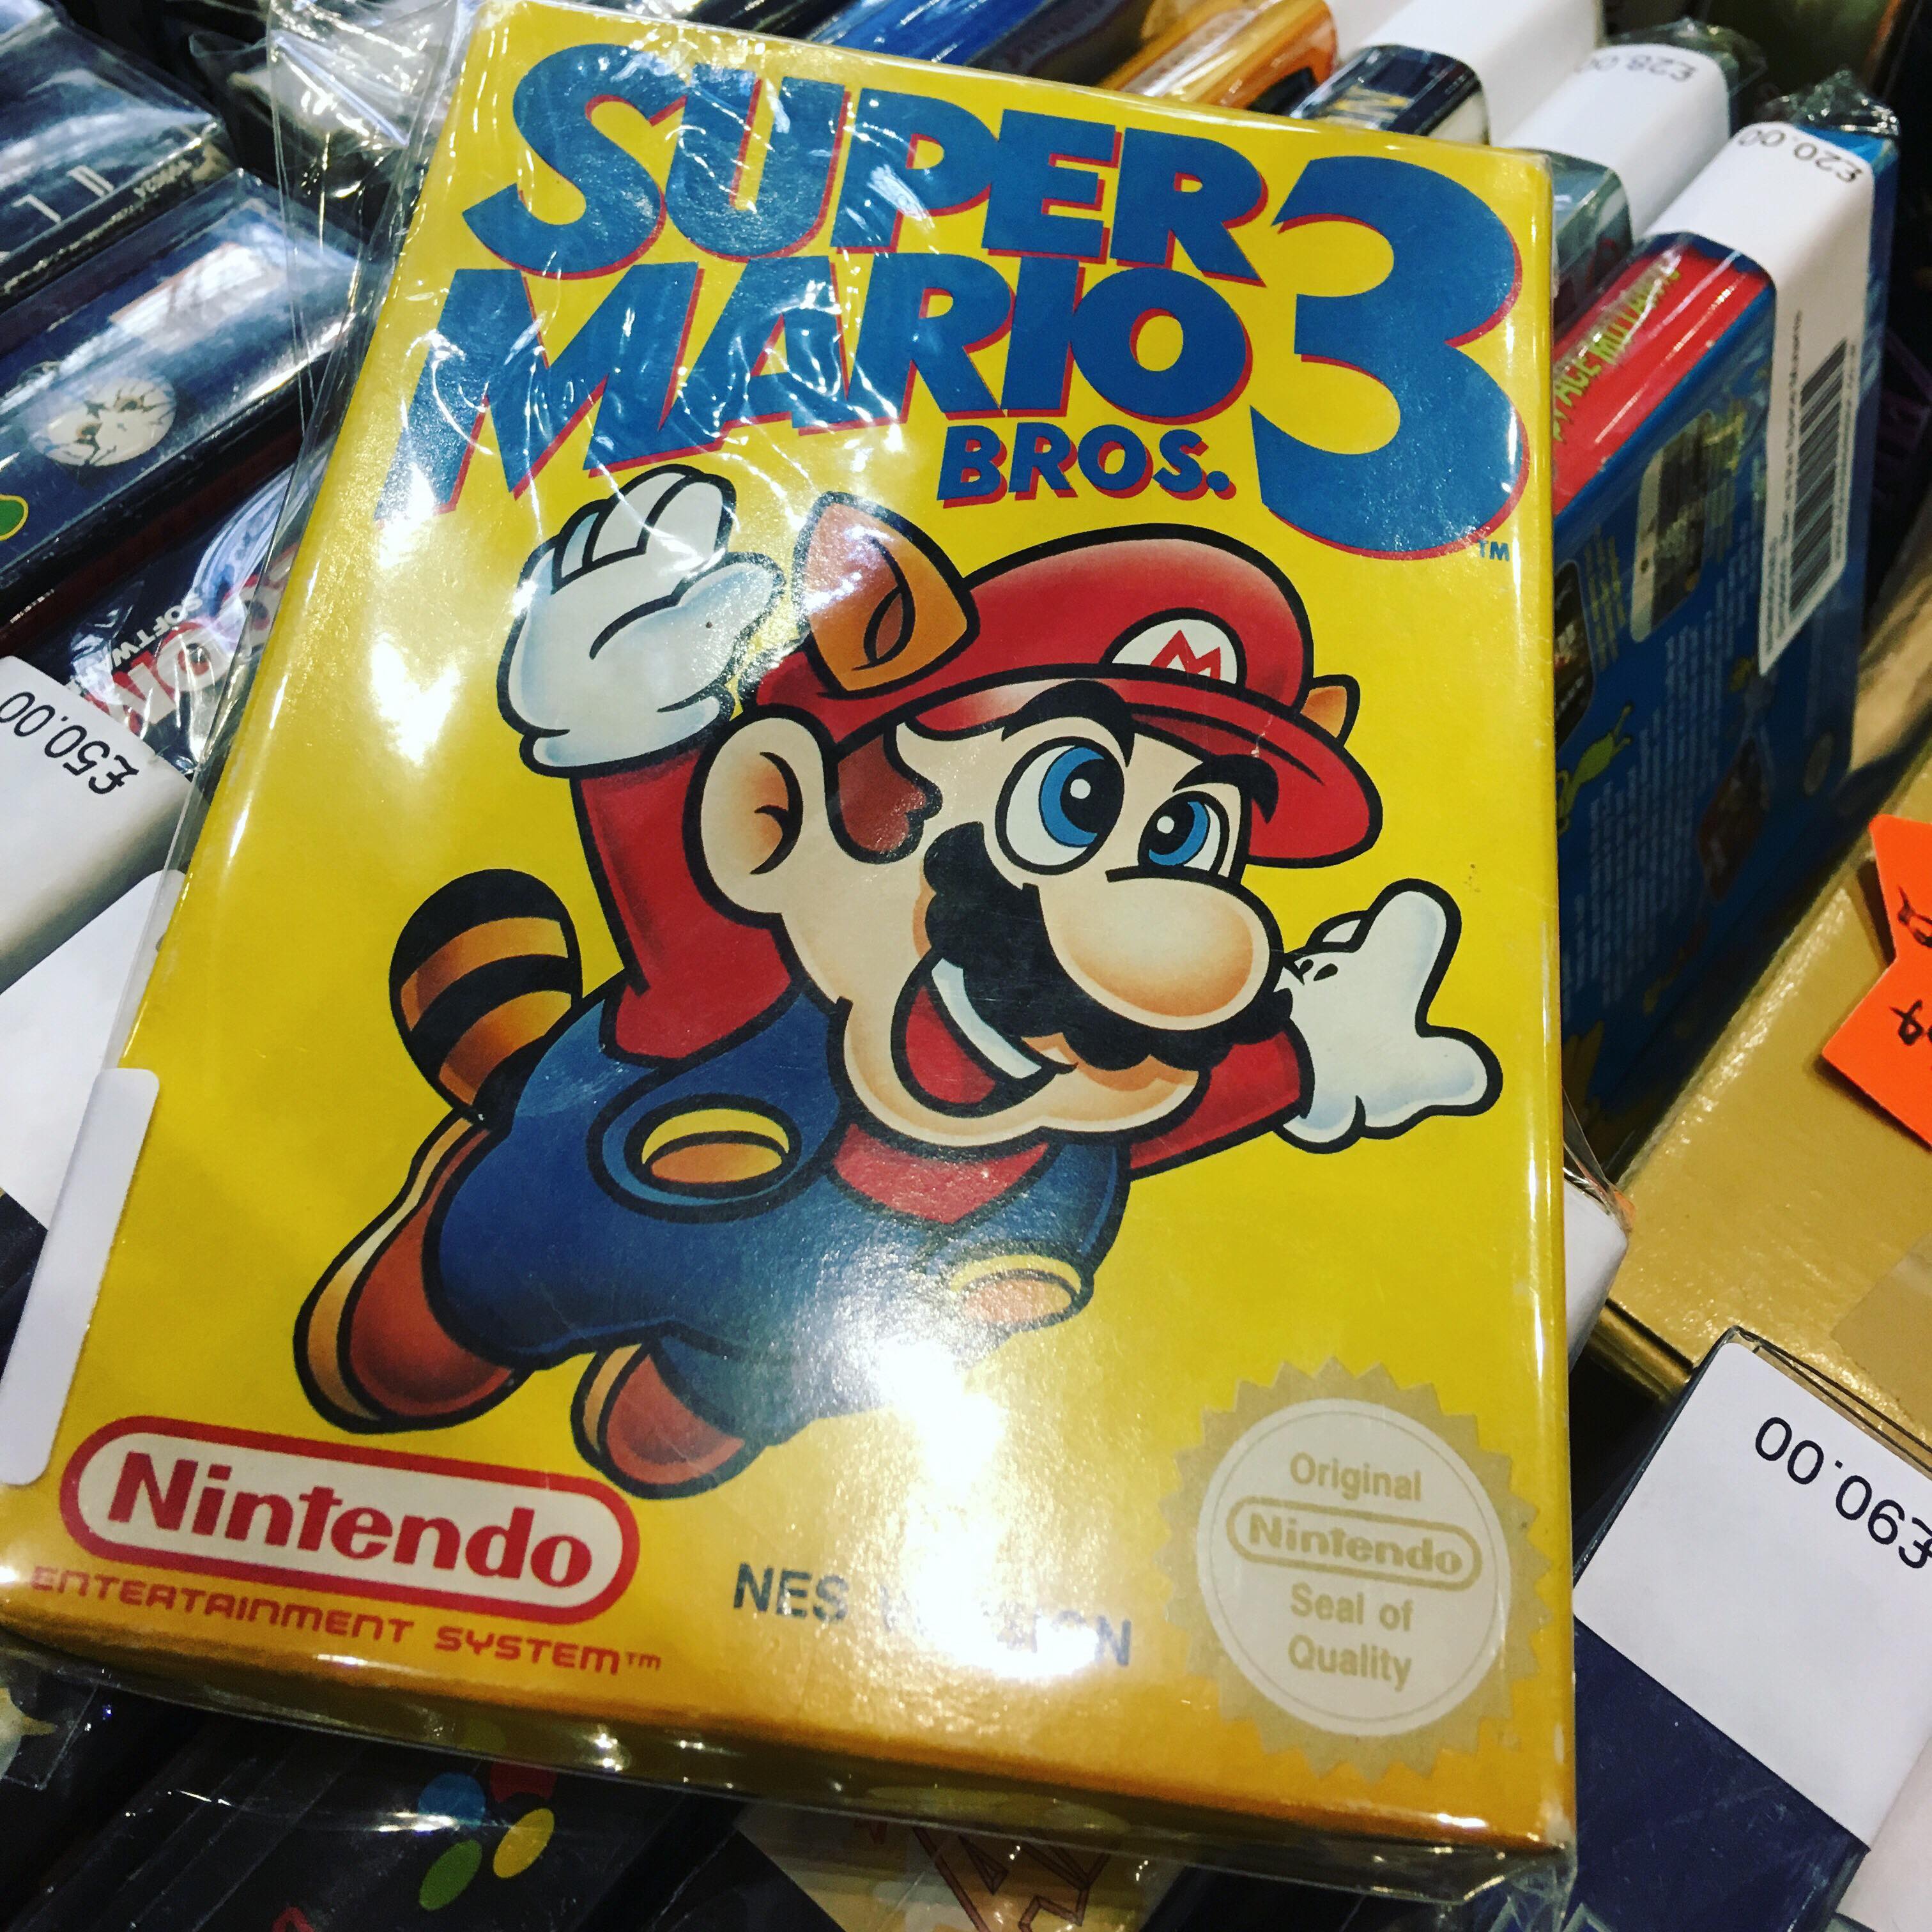 SUPER
MARIO
BROS. 3
TM
M
Nintendo
ENTERTAINMENT SYSTEM™
NES
Original
Nintendo
Seal of
Quality
£28.00
£20.00
£50.00
£90.00